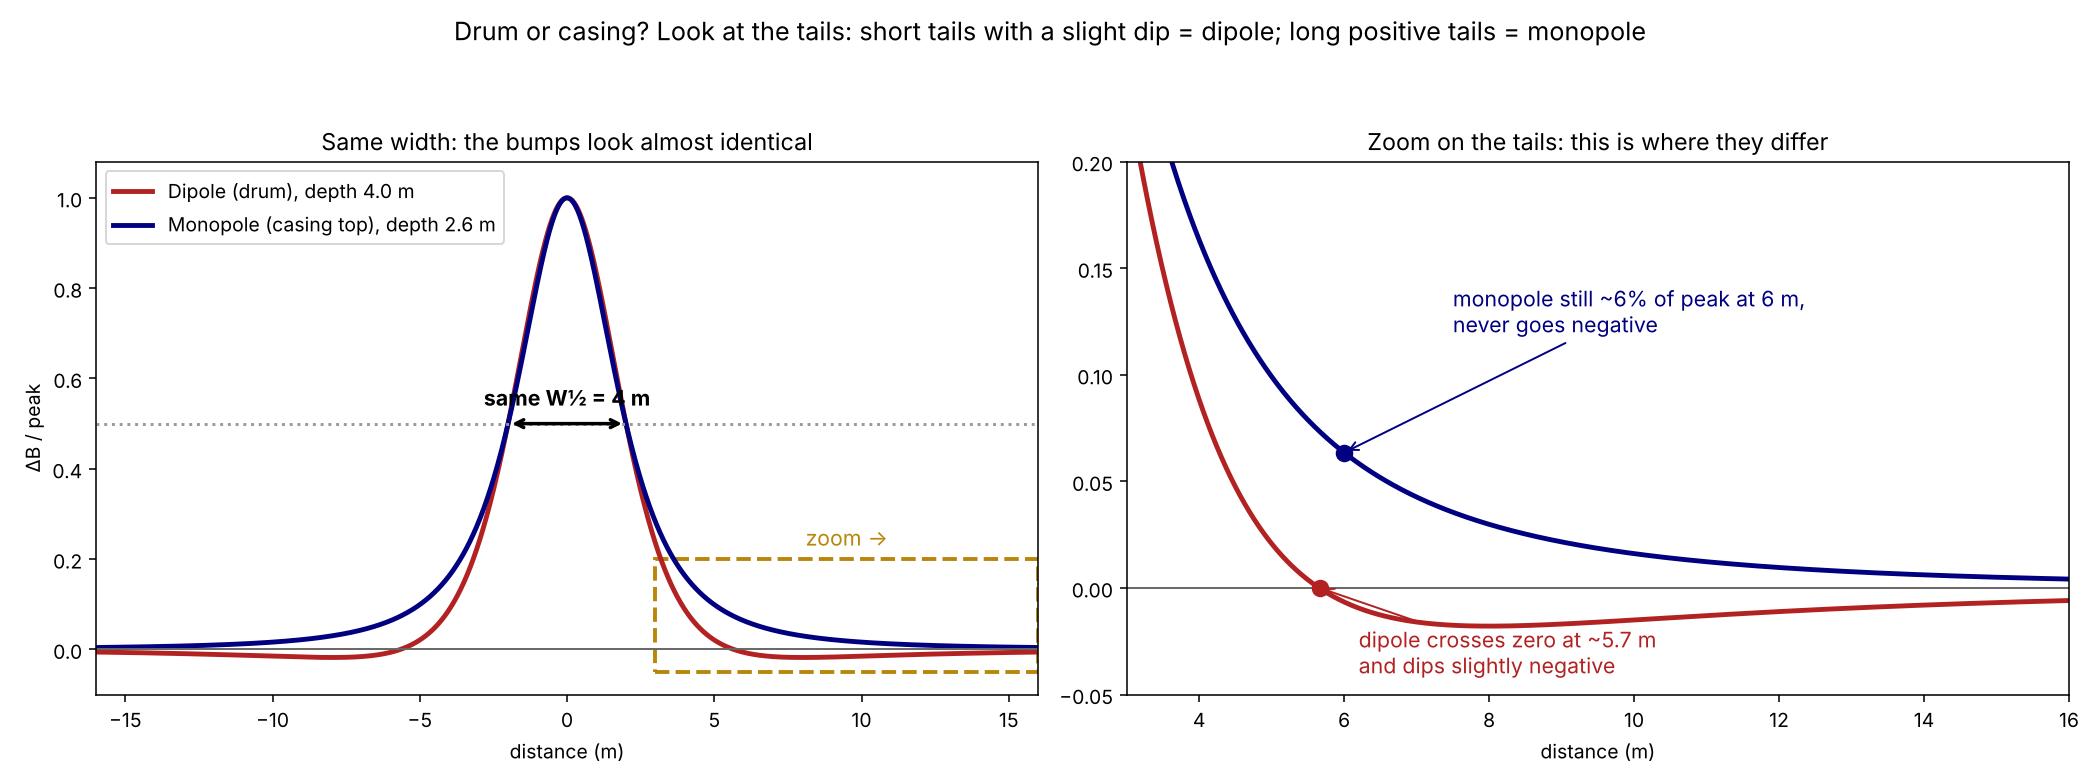 Drum or casing? Look at the tails: short tails with a slight dip = dipole; long positive tails = monopole
Same width: the bumps look almost identical
Dipole (drum), depth 4.0 m
Monopole (casing top), depth 2.6 m
same W½ = 4 m
zoom →
ΔB / peak
1.0
0.8
0.6
0.4
0.2
0.0
−15
−10
−5
0
5
10
15
distance (m)
Zoom on the tails: this is where they differ
monopole still ~6% of peak at 6 m,
never goes negative
dipole crosses zero at ~5.7 m
and dips slightly negative
0.20
0.15
0.10
0.05
0.00
−0.05
4
6
8
10
12
14
16
distance (m)